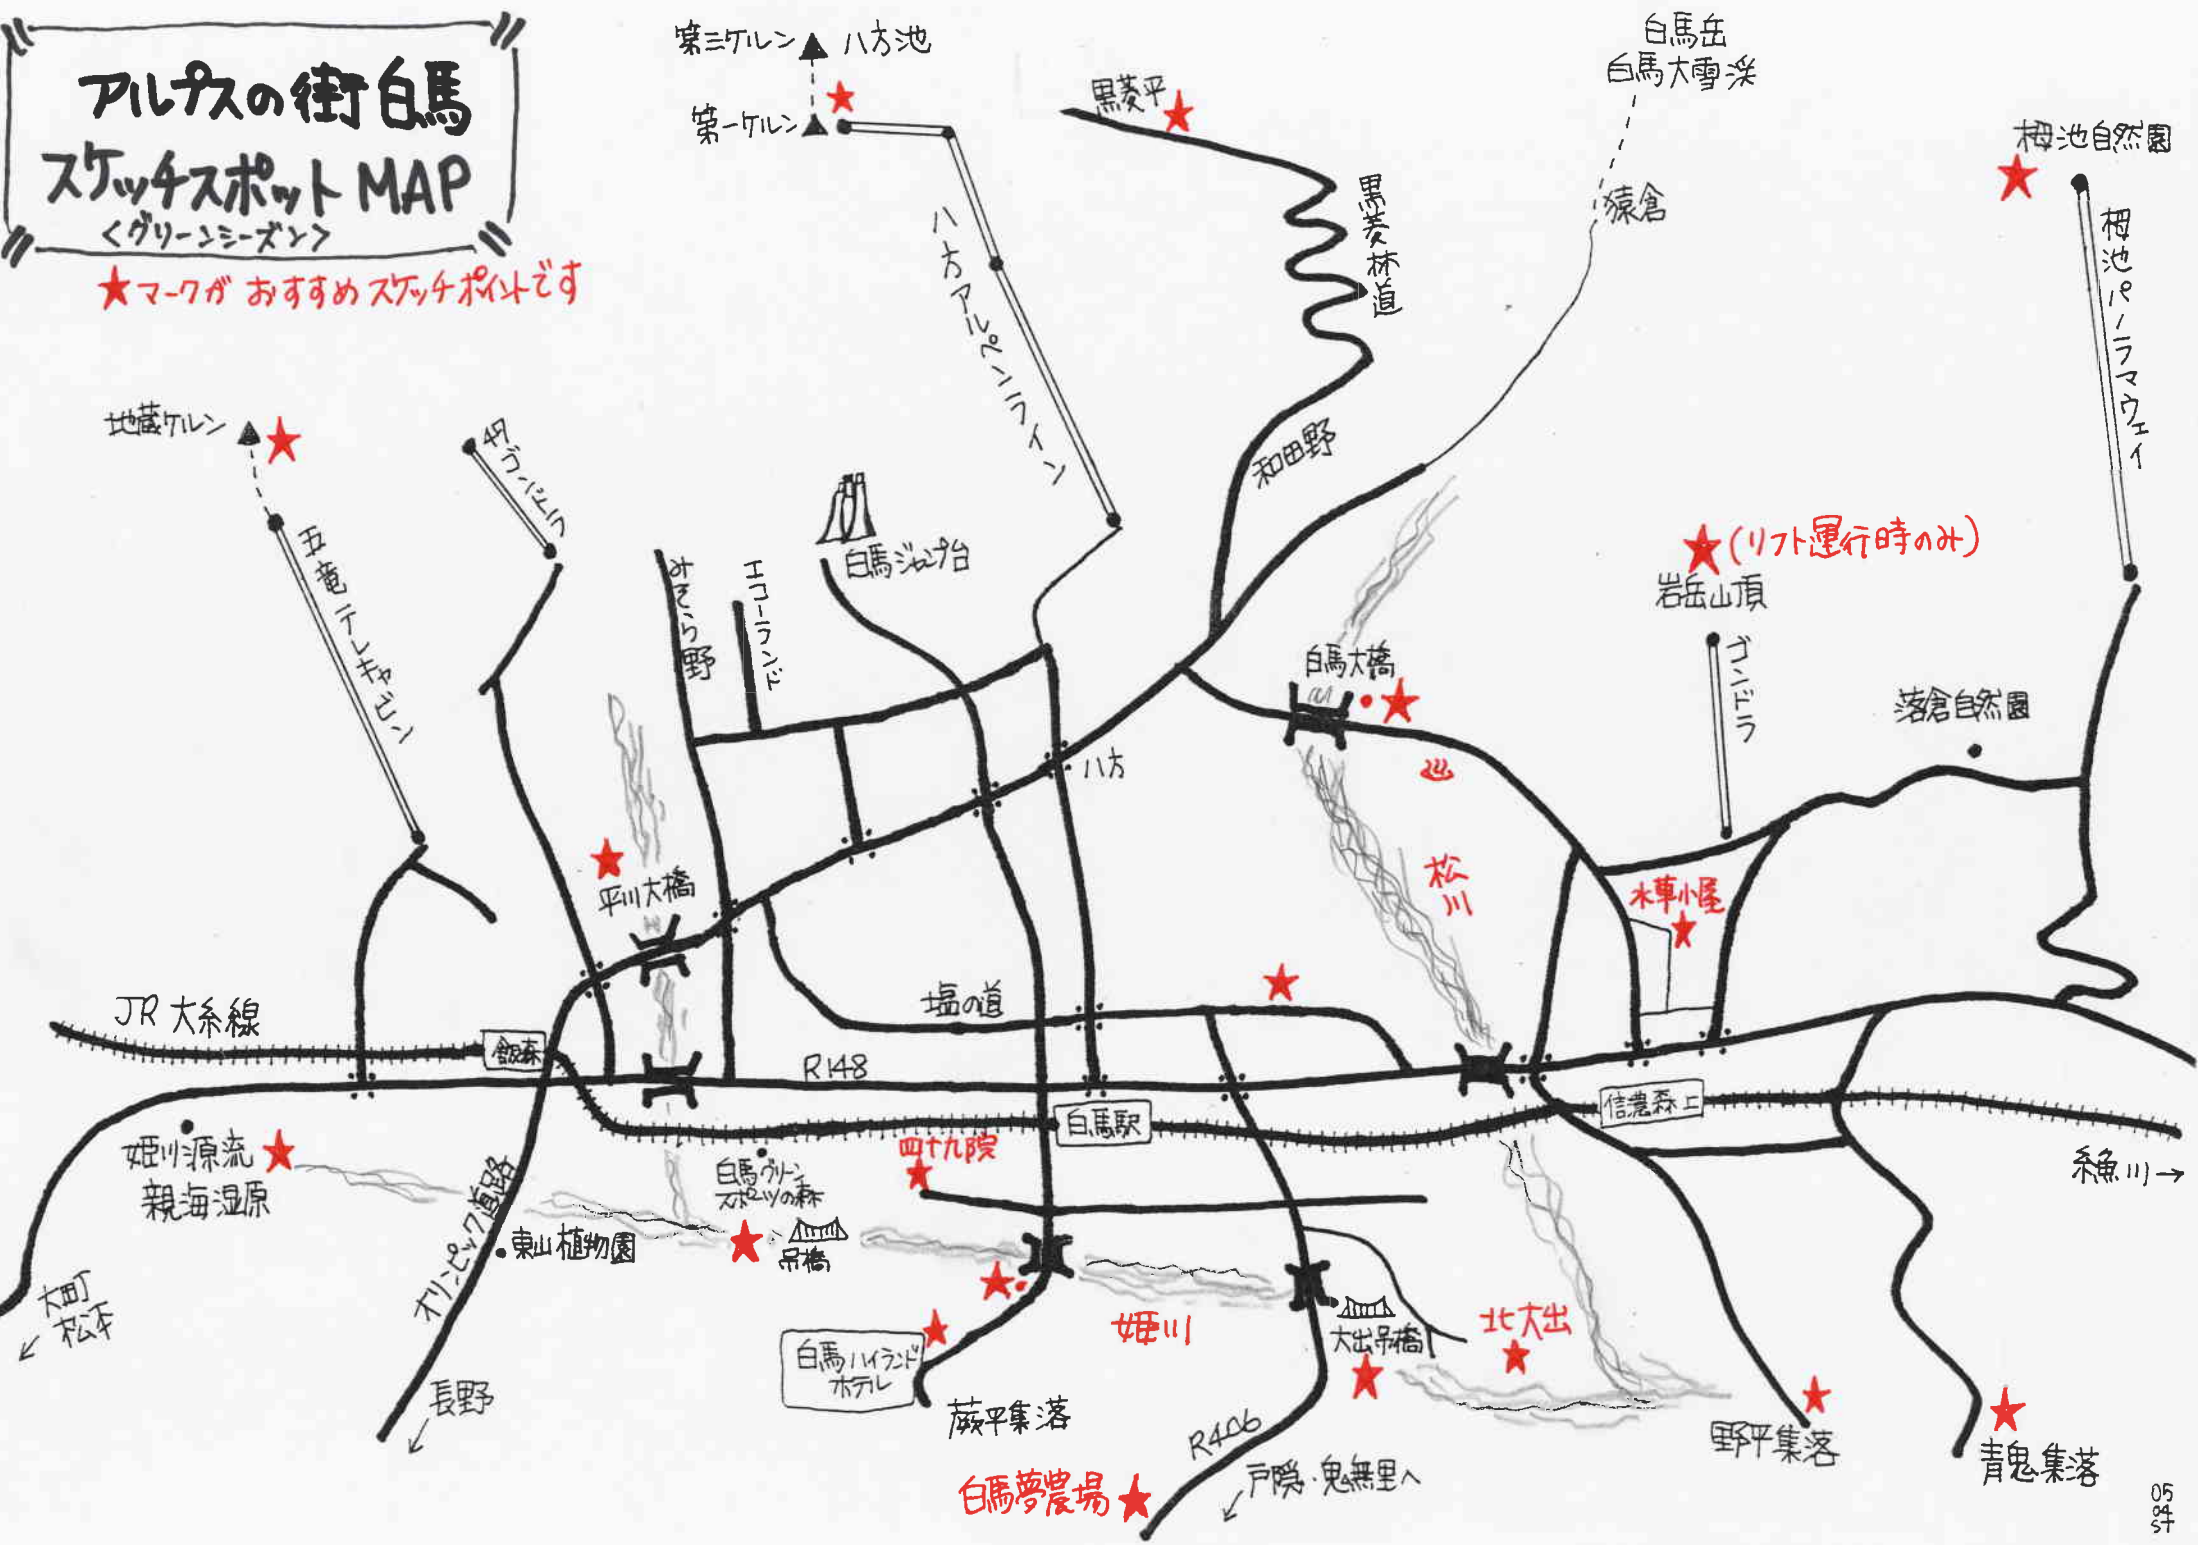 アルプスの街白馬
スケッチスポットMAP
<グリーンシーズン>
★マークが おすすめ スケッチポイントです
第三ケルン
八方池
第一ケルン
八方アルペンライン
黒菱平
黒菱林道
白馬岳
白馬大雪渓
猿倉
栂池自然園
栂池パノラマウェイ
地蔵ケルン
五竜テレキャビン
47ゴンドラ
みそら野
エコーランド
白馬ジャンプ台
和田野
(リフト運行時のみ)
岩岳山頂
ゴンドラ
白馬大橋
落倉自然園
八方
平川大橋
松川
水車小屋
塩の道
JR 大糸線
飯森
R148
白馬駅
信濃森上
糸魚川→
姫川源流
親海湿原
オリンピック道路
東山植物園
白馬グリーン
スポーツの森
吊橋
四十九院
姫川
大出吊橋
北大出
大町
松本
長野
白馬ハイランド
ホテル
蕨平集落
白馬夢農場
R406
戸隠・鬼無里へ
野平集落
青鬼集落
05
04
ST